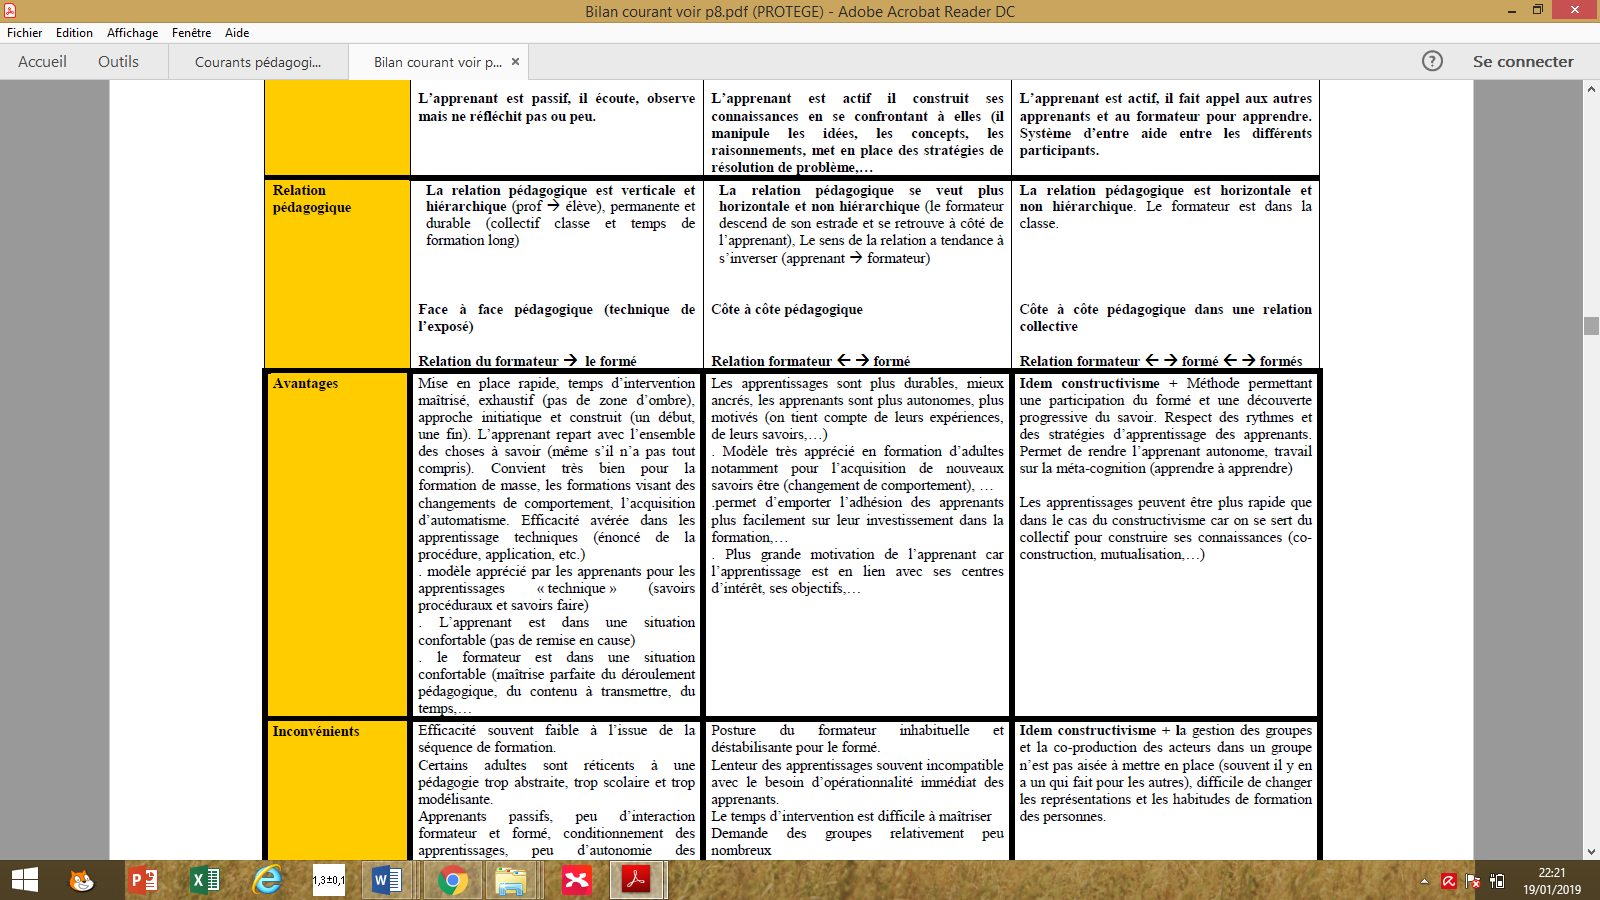 Bilan courant voir p8.pdf (PROTEGE) - Adobe Acrobat Reader DC
Fichier Edition Affichage Fenêtre Aide
Accueil Outils Courants pédagogi... Bilan courant voir p... × ? Se connecter
L’apprenant est passif, il écoute, observe
mais ne réfléchit pas ou peu.
L’apprenant est actif il construit ses
connaissances en se confrontant à elles (il
manipule les idées, les concepts, les
raisonnements, met en place des stratégies de
résolution de problème,…
L’apprenant est actif, il fait appel aux autres
apprenants et au formateur pour apprendre.
Système d’entre aide entre les différents
participants.
Relation
pédagogique
La relation pédagogique est verticale et
hiérarchique (prof → élève), permanente et
durable (collectif classe et temps de
formation long)
Face à face pédagogique (technique de
l’exposé)
Relation du formateur → le formé
La relation pédagogique se veut plus
horizontale et non hiérarchique (le formateur
descend de son estrade et se retrouve à côté de
l’apprenant), Le sens de la relation a tendance à
s’inverser (apprenant → formateur)
Côte à côte pédagogique
Relation formateur ← → formé
La relation pédagogique est horizontale et
non hiérarchique. Le formateur est dans la
classe.
Côte à côte pédagogique dans une relation
collective
Relation formateur ← → formé ← → formés
Avantages
Mise en place rapide, temps d’intervention
maîtrisé, exhaustif (pas de zone d’ombre),
approche initiatique et construit (un début,
une fin). L’apprenant repart avec l’ensemble
des choses à savoir (même s’il n’a pas tout
compris). Convient très bien pour la
formation de masse, les formations visant des
changements de comportement, l’acquisition
d’automatisme. Efficacité avérée dans les
apprentissage techniques (énoncé de la
procédure, application, etc.)
. modèle apprécié par les apprenants pour les
apprentissages « technique » (savoirs
procéduraux et savoirs faire)
. L’apprenant est dans une situation
confortable (pas de remise en cause)
. le formateur est dans une situation
confortable (maîtrise parfaite du déroulement
pédagogique, du contenu à transmettre, du
temps,…
Les apprentissages sont plus durables, mieux
ancrés, les apprenants sont plus autonomes, plus
motivés (on tient compte de leurs expériences,
de leurs savoirs,…)
. Modèle très apprécié en formation d’adultes
notamment pour l’acquisition de nouveaux
savoirs être (changement de comportement), …
.permet d’emporter l’adhésion des apprenants
plus facilement sur leur investissement dans la
formation,…
. Plus grande motivation de l’apprenant car
l’apprentissage est en lien avec ses centres
d’intérêt, ses objectifs,…
Idem constructivisme + Méthode permettant
une participation du formé et une découverte
progressive du savoir. Respect des rythmes et
des stratégies d’apprentissage des apprenants.
Permet de rendre l’apprenant autonome, travail
sur la méta-cognition (apprendre à apprendre)
Les apprentissages peuvent être plus rapide que
dans le cas du constructivisme car on se sert du
collectif pour construire ses connaissances (co-
construction, mutualisation,…)
Inconvénients
Efficacité souvent faible à l’issue de la
séquence de formation.
Certains adultes sont réticents à une
pédagogie trop abstraite, trop scolaire et trop
modélisante.
Apprenants passifs, peu d’interaction
formateur et formé, conditionnement des
apprentissages, peu d’autonomie des
Posture du formateur inhabituelle et
déstabilisante pour le formé.
Lenteur des apprentissages souvent incompatible
avec le besoin d’opérationnalité immédiat des
apprenants.
Le temps d’intervention est difficile à maîtriser
Demande des groupes relativement peu
nombreux
Idem constructivisme + la gestion des groupes
et la co-production des acteurs dans un groupe
n’est pas aisée à mettre en place (souvent il y en
a un qui fait pour les autres), difficile de changer
les représentations et les habitudes de formation
des personnes.
1,3±0,1
22:21
19/01/2019